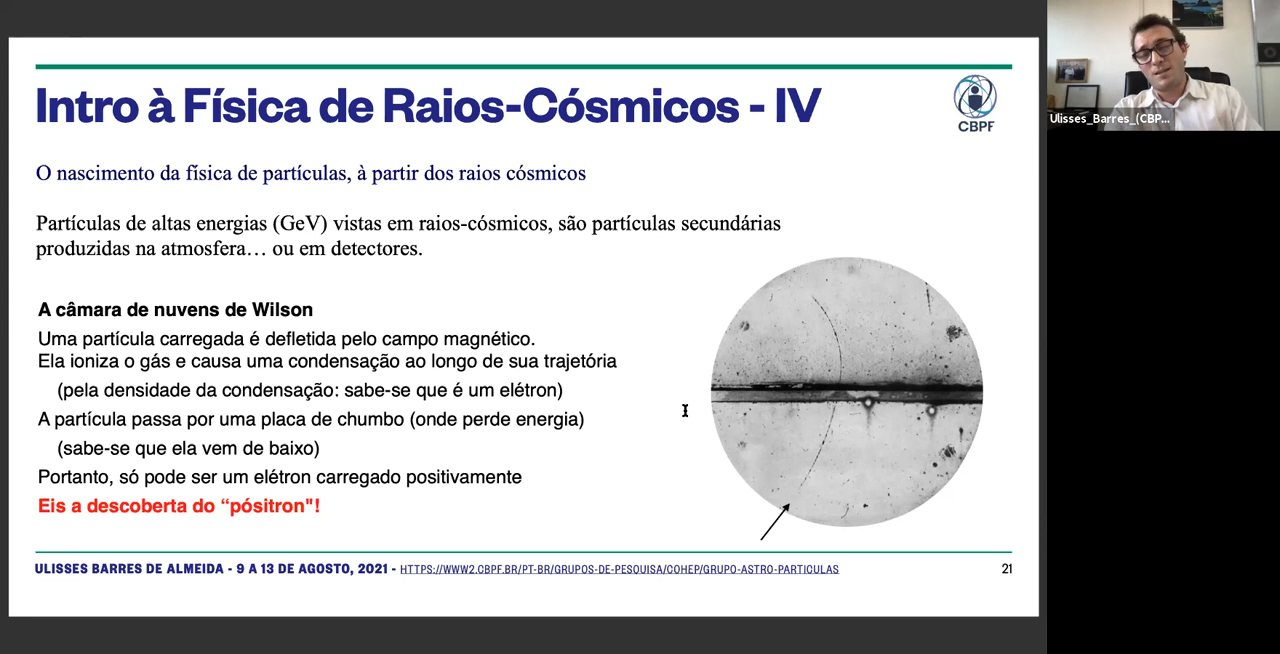 Intro à Física de Raios-Cósmicos - IV
CBPF
O nascimento da física de partículas, à partir dos raios cósmicos
Partículas de altas energias (GeV) vistas em raios-cósmicos, são partículas secundárias
produzidas na atmosfera… ou em detectores.
A câmara de nuvens de Wilson
Uma partícula carregada é defletida pelo campo magnético.
Ela ioniza o gás e causa uma condensação ao longo de sua trajetória
(pela densidade da condensação: sabe-se que é um elétron)
A partícula passa por uma placa de chumbo (onde perde energia)
(sabe-se que ela vem de baixo)
Portanto, só pode ser um elétron carregado positivamente
Eis a descoberta do “pósitron"!
ULISSES BARRES DE ALMEIDA - 9 A 13 DE AGOSTO, 2021 - HTTPS://WWW2.CBPF.BR/PT-BR/GRUPOS-DE-PESQUISA/COHEP/GRUPO-ASTRO-PARTICULAS
21
Ulisses_Barres_(CBP...